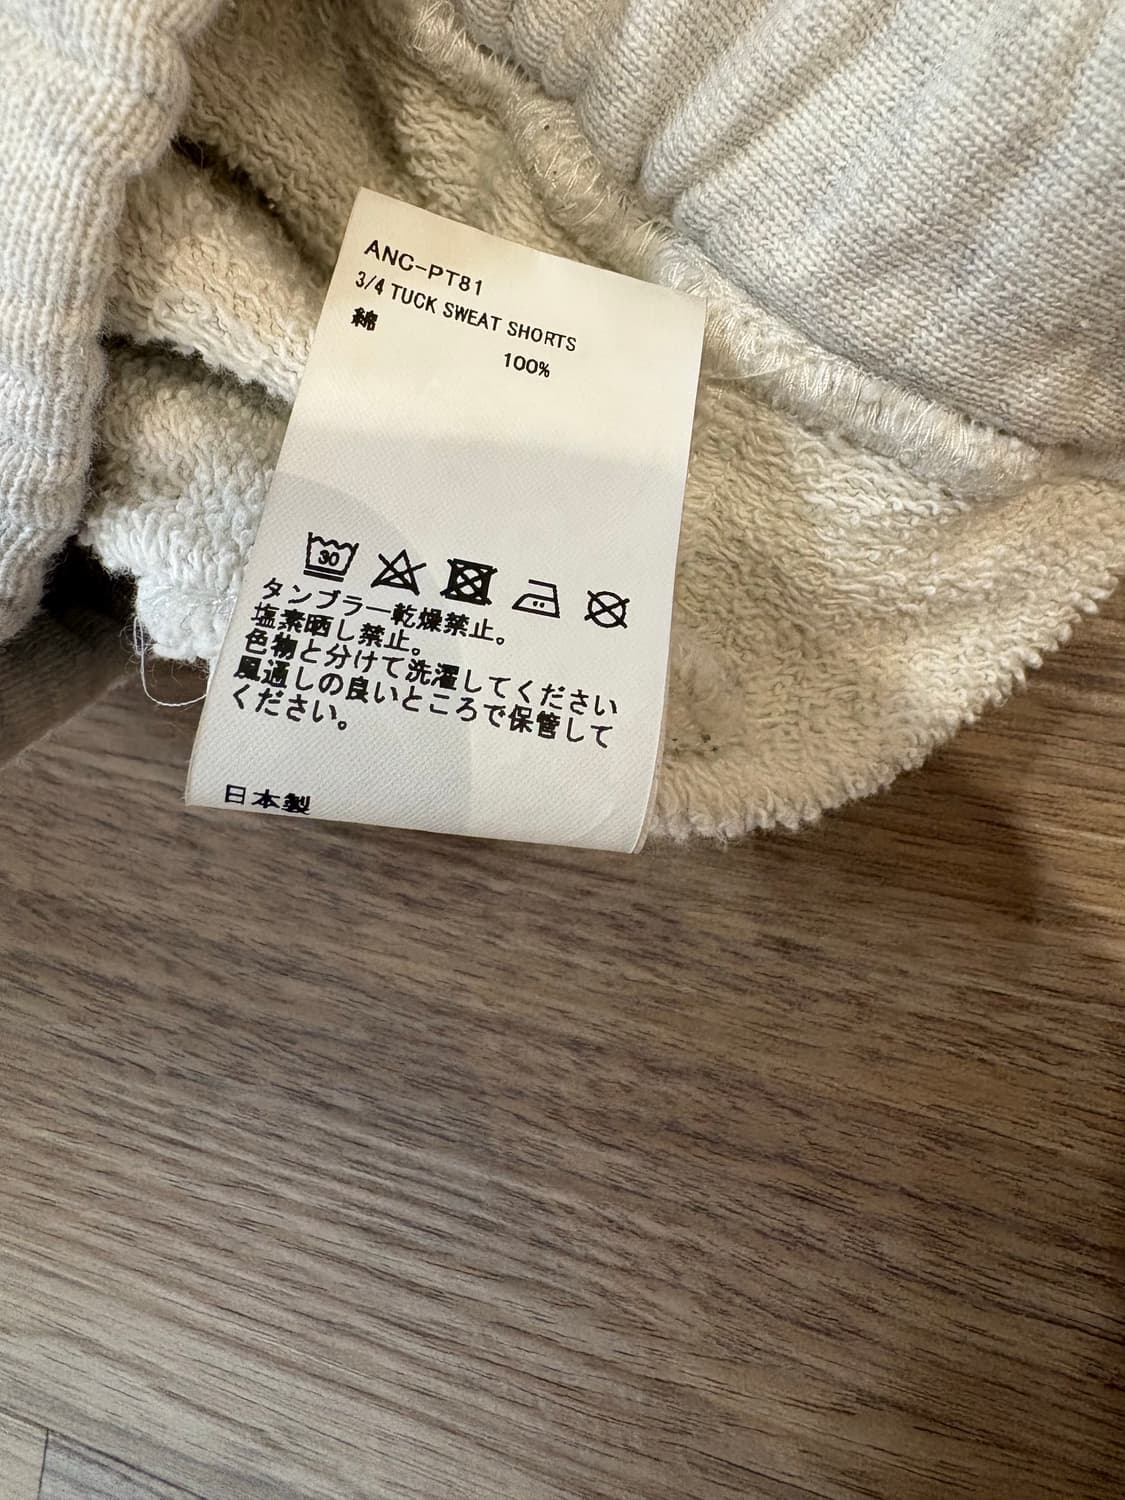 ANC-PT81
3/4 TUCK SWEAT SHORTS
綿
100%
30
タンブラー乾燥禁止。
塩素晒し禁止。
色物と分けて洗濯してください
風通しの良いところで保管して
ください。
日本製